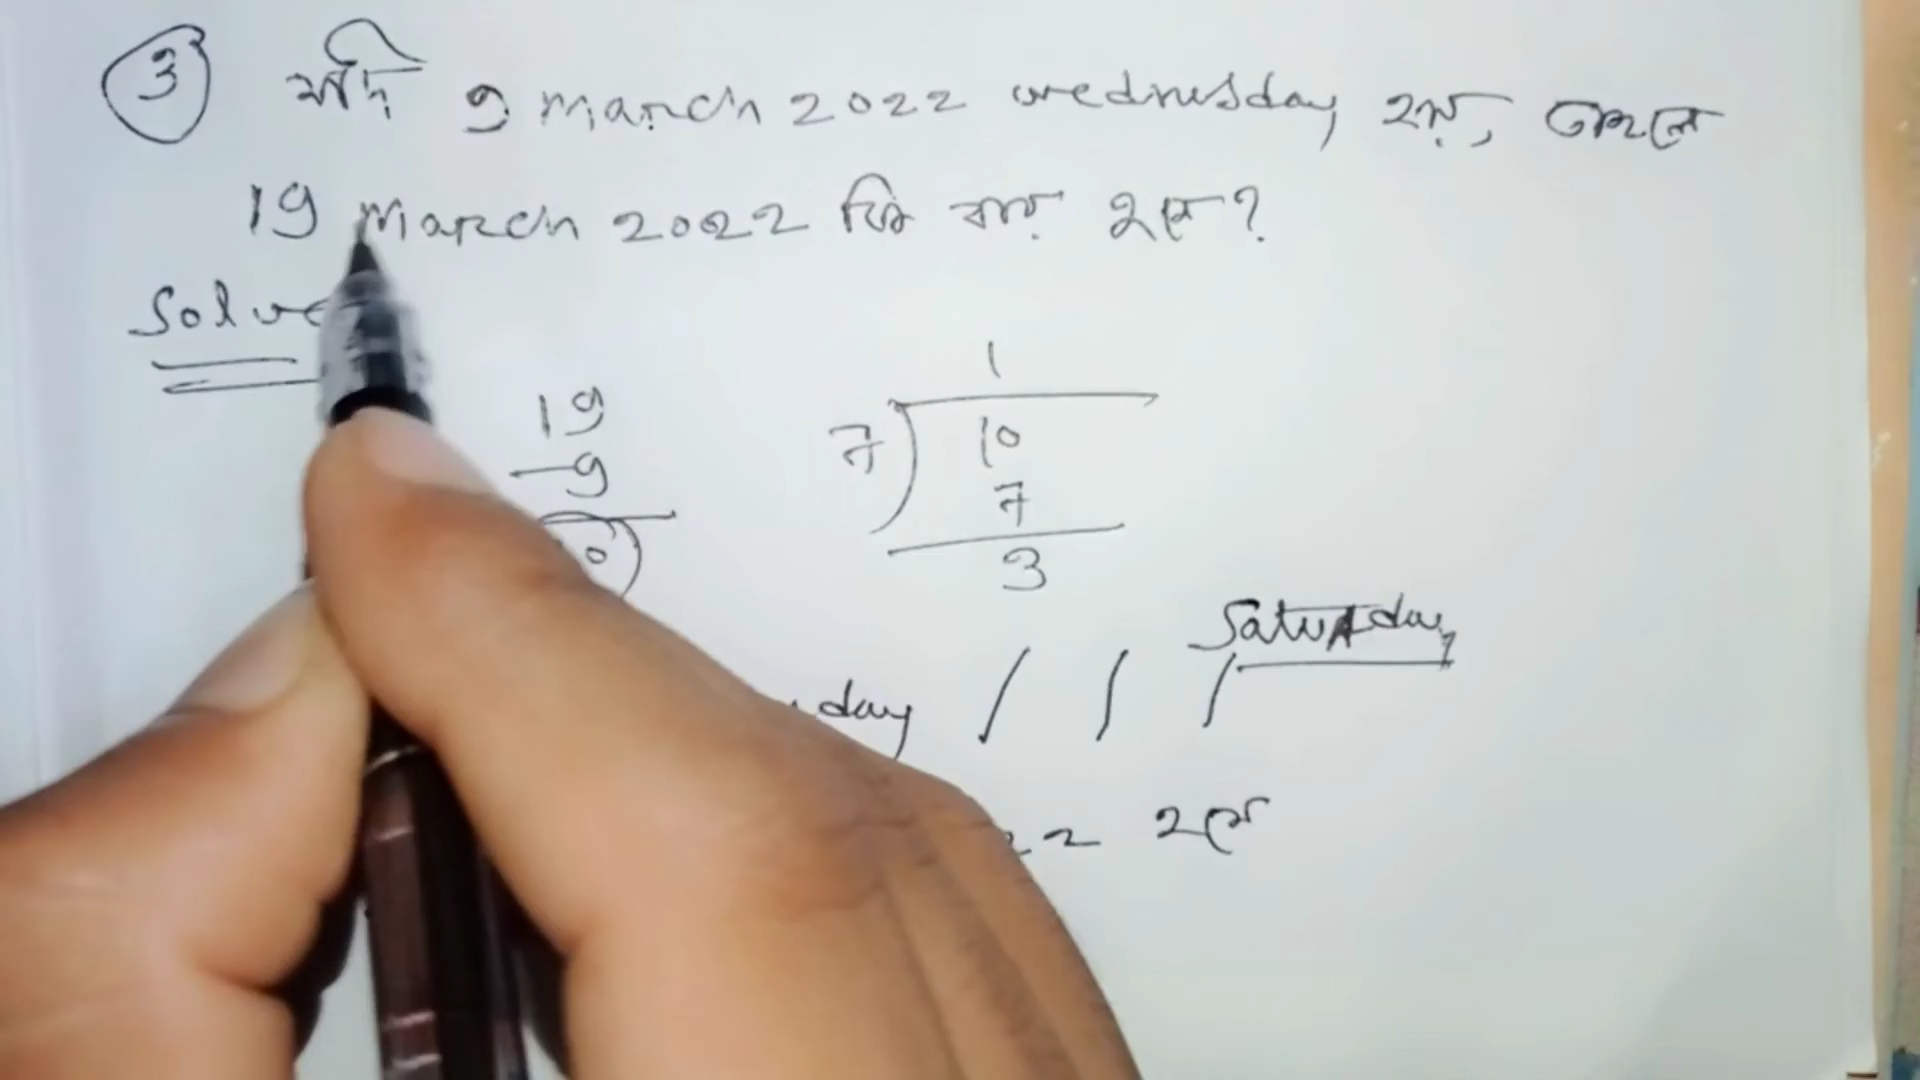 3 যদি 9 march 2022 wednesday হয়, তাহলে
19 march 2022 কি বার হবে?
Solve
19
-9
1
7) 10
7
3
Saturday
day / / /
22 হবে